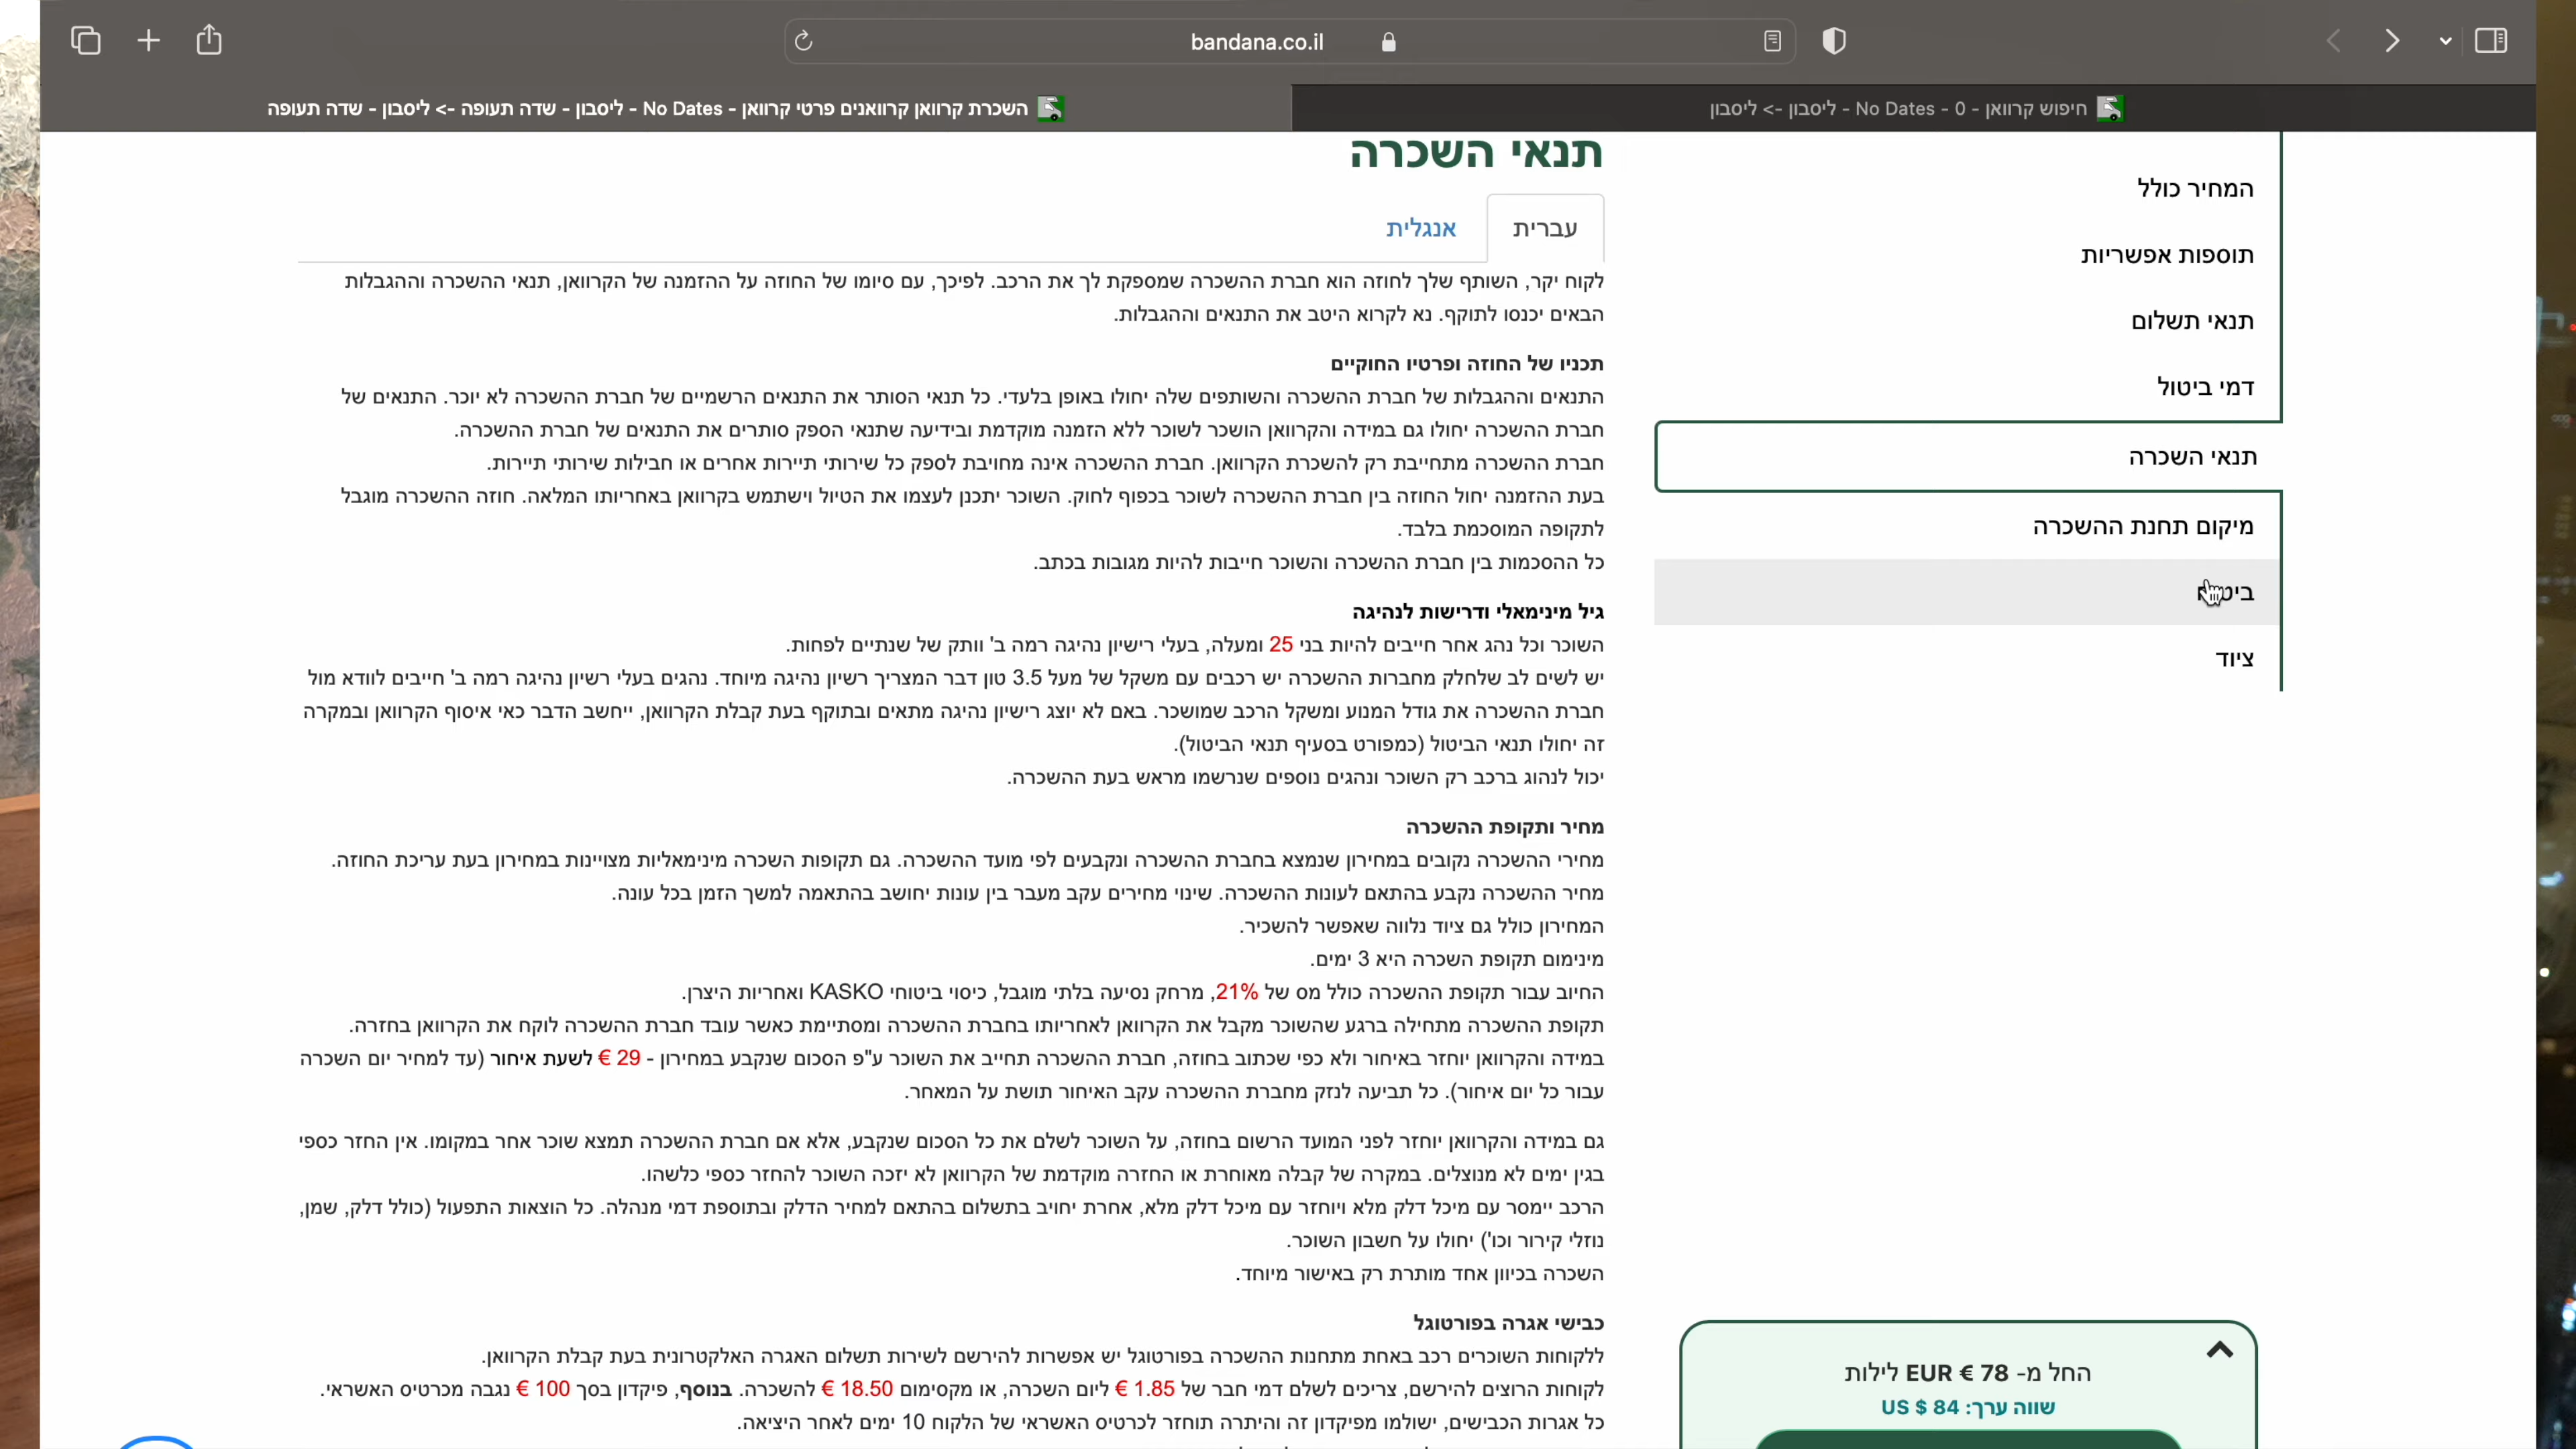 bandana.co.il
חיפוש קרוואן - 0 - No Dates - ליסבון -> ליסבון
השכרת קרוואן קרוואנים פרטי קרוואן - No Dates - ליסבון - שדה תעופה -> ליסבון - שדה תעופה
המחיר כולל
תוספות אפשריות
תנאי תשלום
דמי ביטול
תנאי השכרה
מיקום תחנת ההשכרה
ציוד
תנאי השכרה
עברית
אנגלית
לקוח יקר, השותף שלך לחוזה הוא חברת ההשכרה שמספקת לך את הרכב. לפיכך, עם סיומו של החוזה על ההזמנה של הקרוואן, תנאי ההשכרה וההגבלות
הבאים יכנסו לתוקף. נא לקרוא היטב את התנאים וההגבלות.
תכניו של החוזה ופרטיו החוקיים
התנאים וההגבלות של חברת ההשכרה והשותפים שלה יחולו באופן בלעדי. כל תנאי הסותר את התנאים הרשמיים של חברת ההשכרה לא יוכר. התנאים של
חברת ההשכרה יחולו גם במידה והקרוואן הושכר לשוכר ללא הזמנה מוקדמת ובידיעה שתנאי הספק סותרים את התנאים של חברת ההשכרה.
חברת ההשכרה מתחייבת רק להשכרת הקרוואן. חברת ההשכרה אינה מחויבת לספק כל שירותי תיירות אחרים או חבילות שירותי תיירות.
בעת ההזמנה יחול החוזה בין חברת ההשכרה לשוכר בכפוף לחוק. השוכר יתכנן לעצמו את הטיול וישתמש בקרוואן באחריותו המלאה. חוזה ההשכרה מוגבל
לתקופה המוסכמת בלבד.
כל ההסכמות בין חברת ההשכרה והשוכר חייבות להיות מגובות בכתב.
גיל מינימאלי ודרישות לנהיגה
השוכר וכל נהג אחר חייבים להיות בני 25 ומעלה, בעלי רישיון נהיגה רמה ב' וותק של שנתיים לפחות.
יש לשים לב שלחלק מחברות ההשכרה יש רכבים עם משקל של מעל 3.5 טון דבר המצריך רשיון נהיגה מיוחד. נהגים בעלי רשיון נהיגה רמה ב' חייבים לוודא מול
חברת ההשכרה את גודל המנוע ומשקל הרכב שמושכר. באם לא יוצג רישיון נהיגה מתאים ובתוקף בעת קבלת הקרוואן, ייחשב הדבר כאי איסוף הקרוואן ובמקרה
זה יחולו תנאי הביטול (כמפורט בסעיף תנאי הביטול).
יכול לנהוג ברכב רק השוכר ונהגים נוספים שנרשמו מראש בעת ההשכרה.
מחיר ותקופת ההשכרה
מחירי ההשכרה נקובים במחירון שנמצא בחברת ההשכרה ונקבעים לפי מועד ההשכרה. גם תקופות השכרה מינימאליות מצויינות במחירון בעת עריכת החוזה.
מחיר ההשכרה נקבע בהתאם לעונות ההשכרה. שינוי מחירים עקב מעבר בין עונות יחושב בהתאמה למשך הזמן בכל עונה.
המחירון כולל גם ציוד נלווה שאפשר להשכיר.
מינימום תקופת השכרה היא 3 ימים.
החיוב עבור תקופת ההשכרה כולל מס של 21%, מרחק נסיעה בלתי מוגבל, כיסוי ביטוחי KASKO ואחריות היצרן.
תקופת ההשכרה מתחילה ברגע שהשוכר מקבל את הקרוואן לאחריותו בחברת ההשכרה ומסתיימת כאשר עובד חברת ההשכרה לוקח את הקרוואן בחזרה.
במידה והקרוואן יוחזר באיחור ולא כפי שכתוב בחוזה, חברת ההשכרה תחייב את השוכר ע"פ הסכום שנקבע במחירון - 29 € לשעת איחור (עד למחיר יום השכרה
עבור כל יום איחור). כל תביעה לנזק מחברת ההשכרה עקב האיחור תושת על המאחר.
גם במידה והקרוואן יוחזר לפני המועד הרשום בחוזה, על השוכר לשלם את כל הסכום שנקבע, אלא אם חברת ההשכרה תמצא שוכר אחר במקומו. אין החזר כספי
בגין ימים לא מנוצלים. במקרה של קבלה מאוחרת או החזרה מוקדמת של הקרוואן לא יזכה השוכר להחזר כספי כלשהו.
הרכב יימסר עם מיכל דלק מלא ויוחזר עם מיכל דלק מלא, אחרת יחויב בתשלום בהתאם למחיר הדלק ובתוספת דמי מנהלה. כל הוצאות התפעול (כולל דלק, שמן,
נוזלי קירור וכו') יחולו על חשבון השוכר.
השכרה בכיוון אחד מותרת רק באישור מיוחד.
כבישי אגרה בפורטוגל
ללקוחות השוכרים רכב באחת מתחנות ההשכרה בפורטוגל יש אפשרות להירשם לשירות תשלום האגרה האלקטרונית בעת קבלת הקרוואן.
לקוחות הרוצים להירשם, צריכים לשלם דמי חבר של 1.85 € ליום השכרה, או מקסימום 18.50 € להשכרה. בנוסף, פיקדון בסך 100 € נגבה מכרטיס האשראי.
כל אגרות הכבישים, ישולמו מפיקדון זה והיתרה תוחזר לכרטיס האשראי של הלקוח 10 ימים לאחר היציאה.
החל מ- 78 € EUR לילות
שווה ערך: 84 $ US